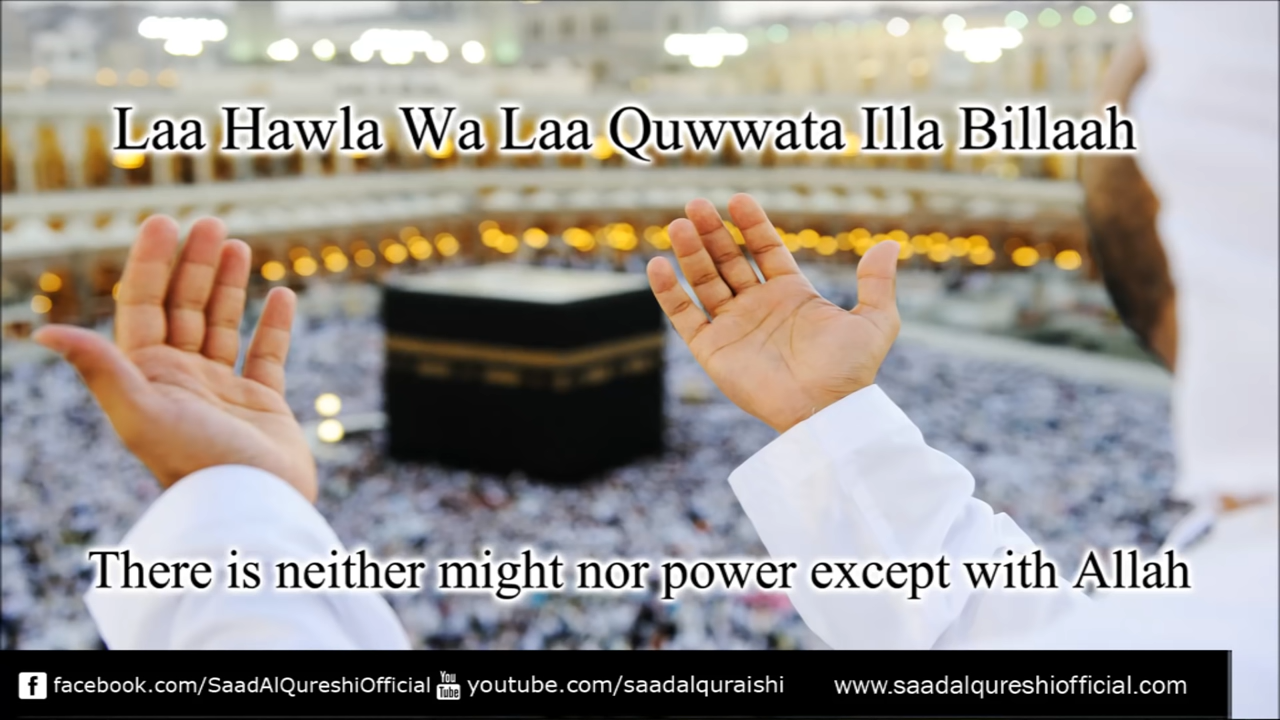 Laa Hawla Wa Laa Quwwata Illa Billaah
There is neither might nor power except with Allah
f facebook.com/SaadAlQureshiOfficial You Tube youtube.com/saadalquraishi www.saadalqureshiofficial.com